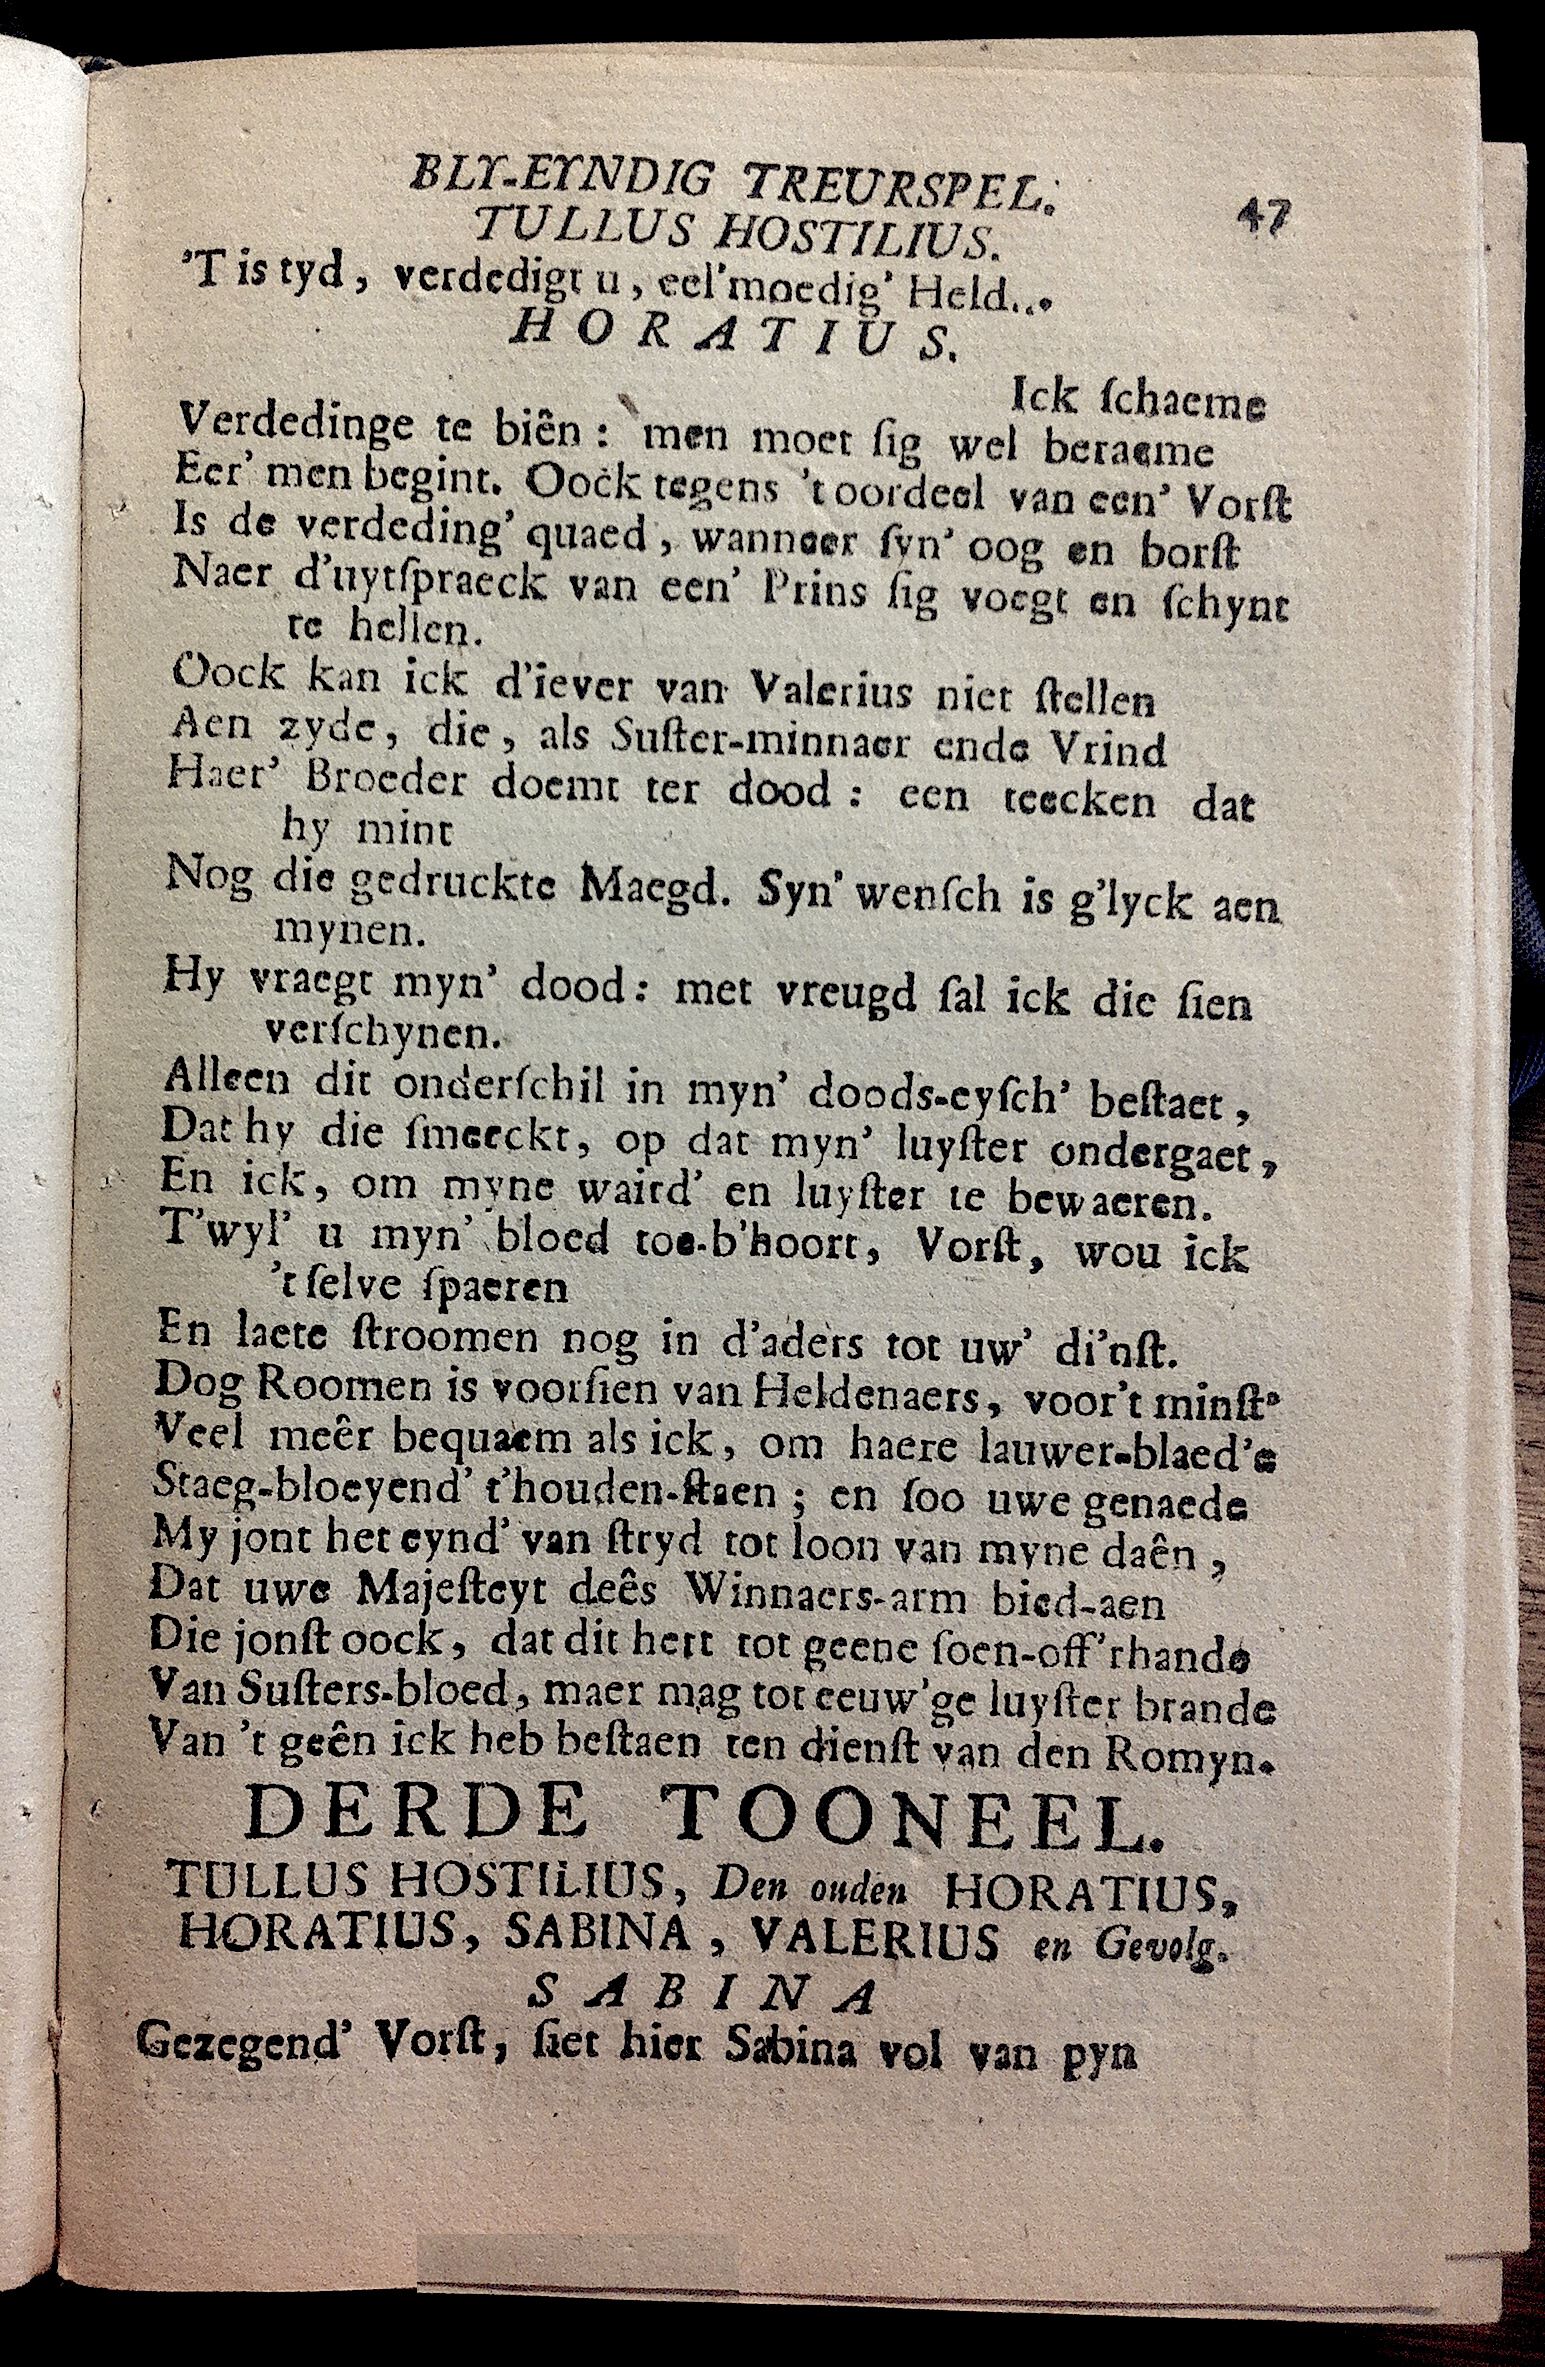 BLY-EYNDIG TREURSPEL. 47
TULLUS HOSTILIUS.
'T is tyd, verdedigt u, eel'moedig' Held...
HORATIUS.
Ick ſchaeme
Verdedinge te biên: men moet ſig wel beraeme
Eer' men begint. Oock tegens 't oordeel van een' Vorſt
Is de verdeding' quaed, wanneer ſyn' oog en borſt
Naer d'uytſpraeck van een' Prins ſig voegt en ſchynt
te hellen.
Oock kan ick d'iever van Valerius niet ſtellen
Aen zyde, die, als Suſter-minnaer ende Vrind
Haer' Broeder doemt ter dood: een teecken dat
hy mint
Nog die gedruckte Maegd. Syn' wenſch is g'lyck aen
mynen.
Hy vraegt myn' dood: met vreugd ſal ick die ſien
verſchynen.
Alleen dit onderſchil in myn' doods-eyſch' beſtaet,
Dat hy die ſmeeckt, op dat myn' luyſter ondergaet,
En ick, om myne waird' en luyſter te bewaeren.
T'wyl' u myn' bloed toe-b'hoort, Vorſt, wou ick
't ſelve ſpaeren
En laete ſtroomen nog in d'aders tot uw' di'nſt.
Dog Roomen is voorſien van Heldenaers, voor't minſt'
Veel meêr bequaem als ick, om haere lauwer-blaed'e
Staeg-bloeyend' t'houden-ſtaen; en ſoo uwe genaede
My jont het eynd' van ſtryd tot loon van myne daên,
Dat uwe Majeſteyt deês Winnaers-arm bied-aen
Die jonſt oock, dat dit hert tot geene ſoen-off'rhande
Van Suſters-bloed, maer mag tot eeuw'ge luyſter brande
Van 't geên ick heb beſtaen ten dienſt van den Romyn.
DERDE TOONEEL.
TULLUS HOSTILIUS, Den ouden HORATIUS,
HORATIUS, SABINA, VALERIUS en Gevolg.
SABINA
Gezegend' Vorſt, ſiet hier Sabina vol van pyn